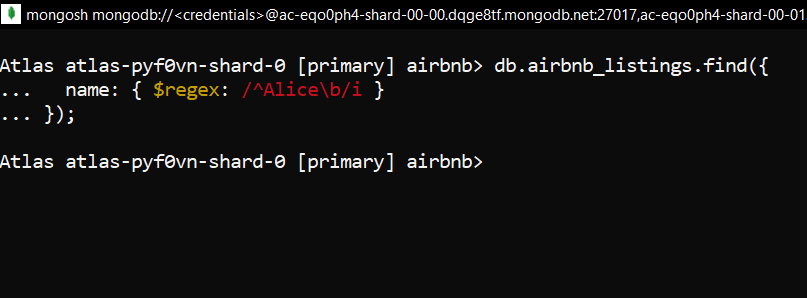 mongosh mongodb://<credentials>@ac-eqo0ph4-shard-00-00.dqge8tf.mongodb.net:27017,ac-eqo0ph4-shard-00-01
Atlas atlas-pyf0vn-shard-0 [primary] airbnb> db.airbnb_listings.find({
...   name: { $regex: /^Alice\b/i }
... });
Atlas atlas-pyf0vn-shard-0 [primary] airbnb>